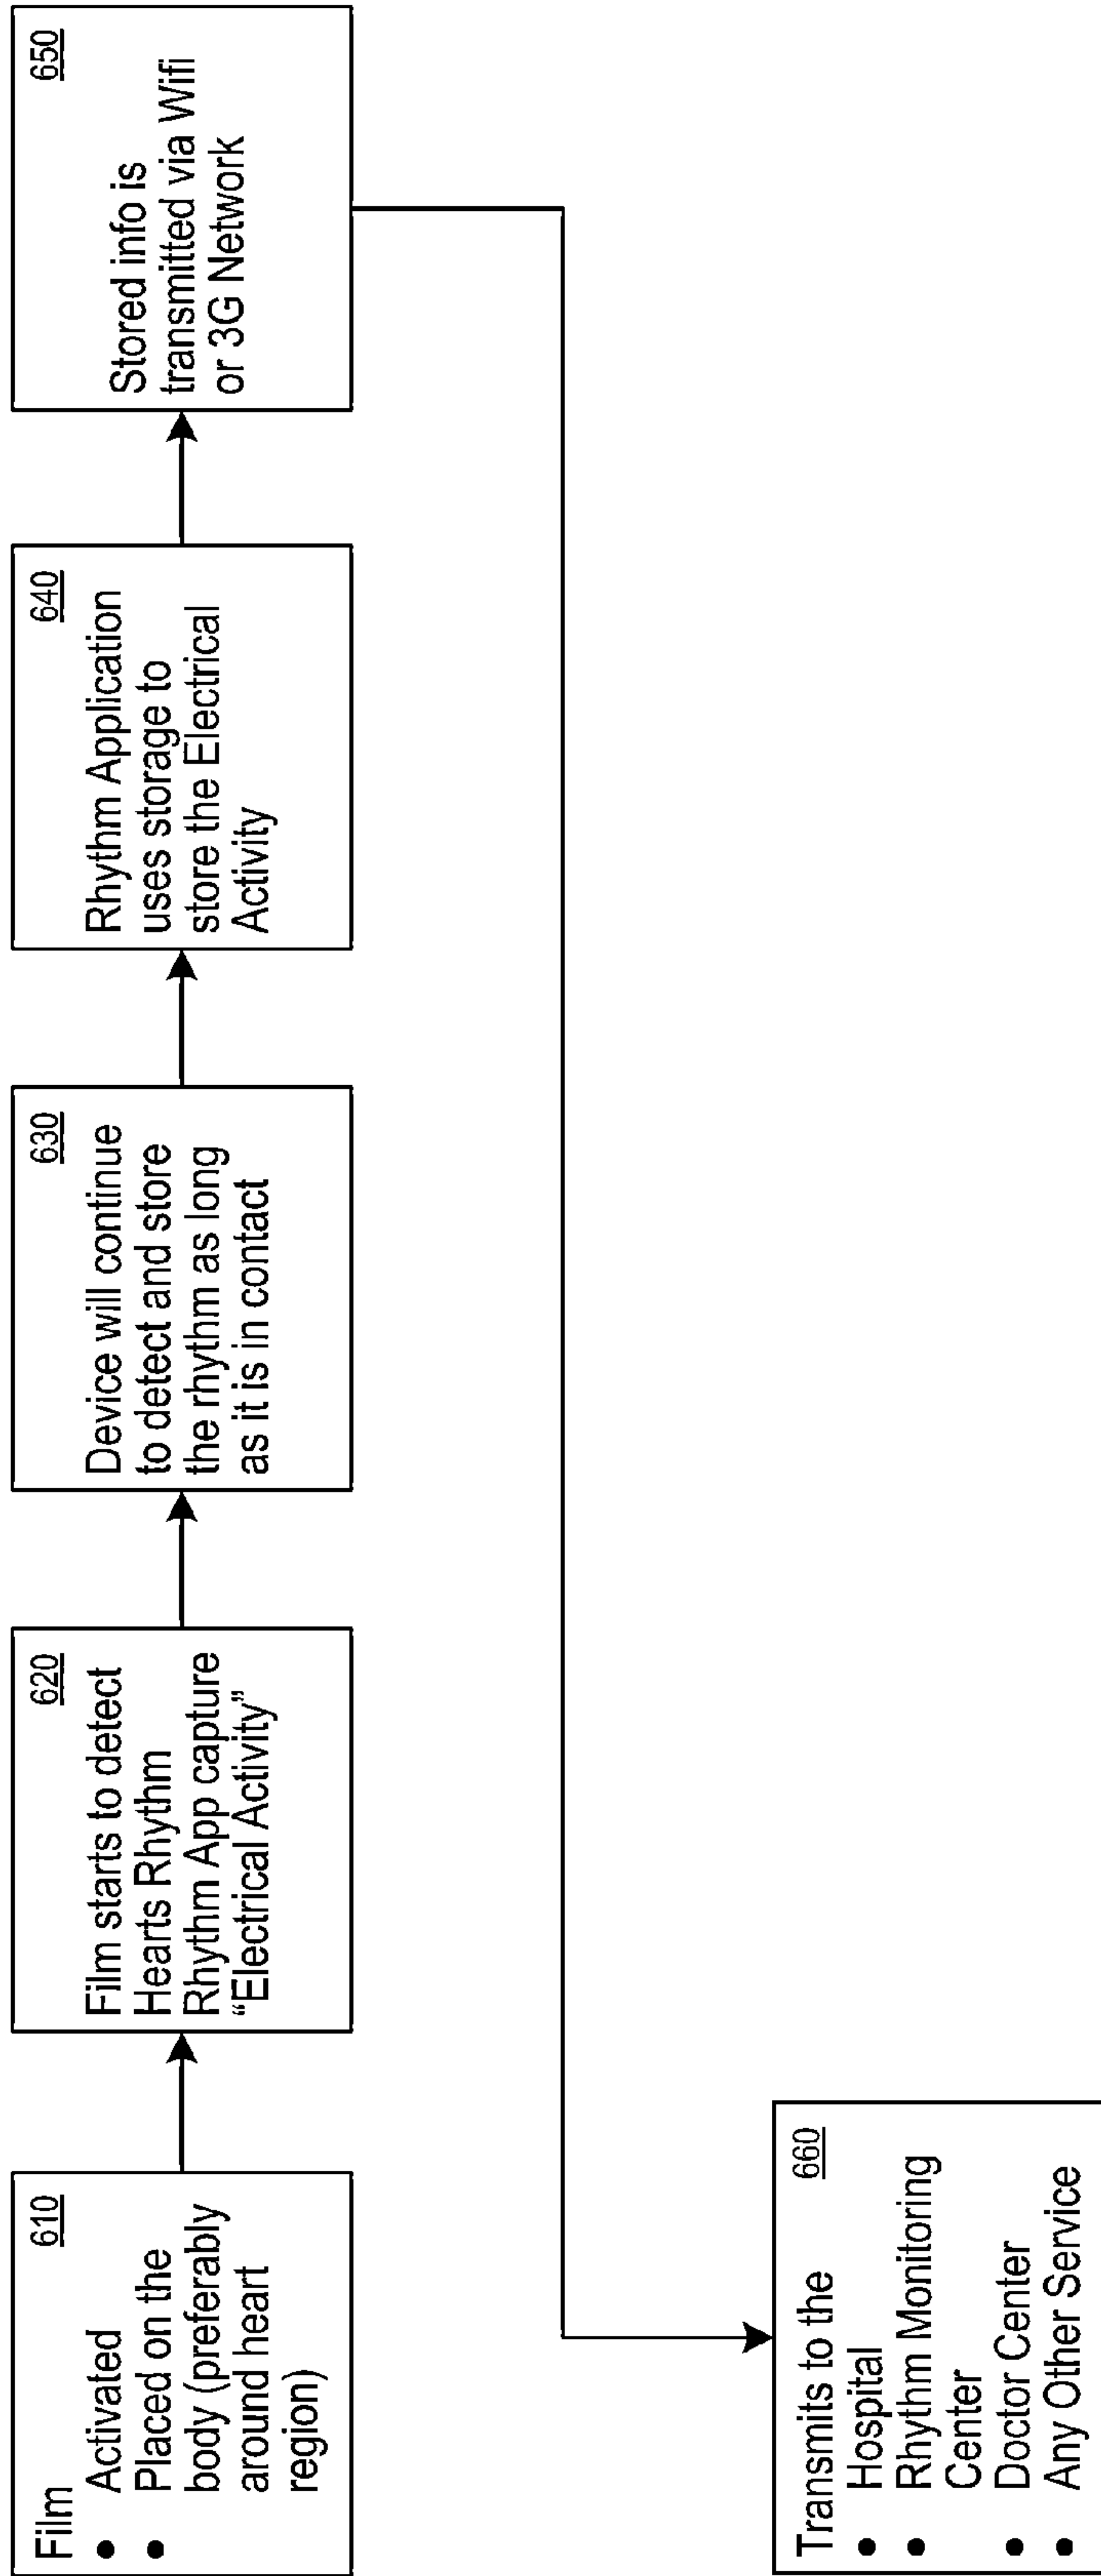 610
Film
• Activated
• Placed on the
body (preferably
around heart
region)
620
Film starts to detect
Hearts Rhythm
Rhythm App capture
“Electrical Activity”
630
Device will continue
to detect and store
the rhythm as long
as it is in contact
640
Rhythm Application
uses storage to
store the Electrical
Activity
650
Stored info is
transmitted via Wifi
or 3G Network
660
Transmits to the
• Hospital
• Rhythm Monitoring
Center
• Doctor Center
• Any Other Service